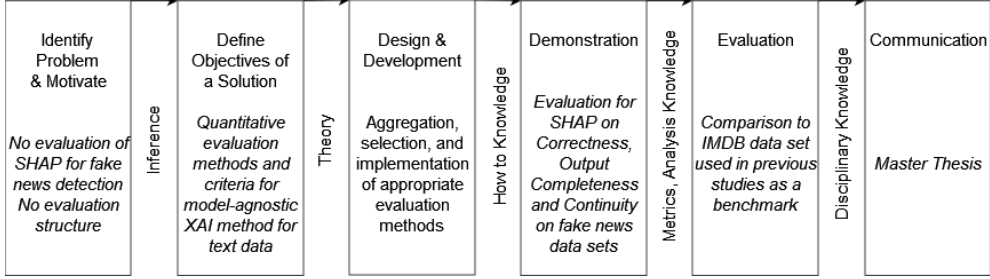 Identify
Problem
& Motivate
No evaluation of
SHAP for fake
news detection
No evaluation
structure
Inference
Define
Objectives of
a Solution
Quantitative
evaluation
methods and
criteria for
model-agnostic
XAI method for
text data
Theory
Design &
Development
Aggregation,
selection, and
implementation
of appropriate
evaluation
methods
How to Knowledge
Demonstration
Evaluation for
SHAP on
Correctness,
Output
Completeness
and Continuity
on fake news
data sets
Metrics, Analysis Knowledge
Evaluation
Comparison to
IMDB data set
used in previous
studies as a
benchmark
Disciplinary Knowledge
Communication
Master Thesis